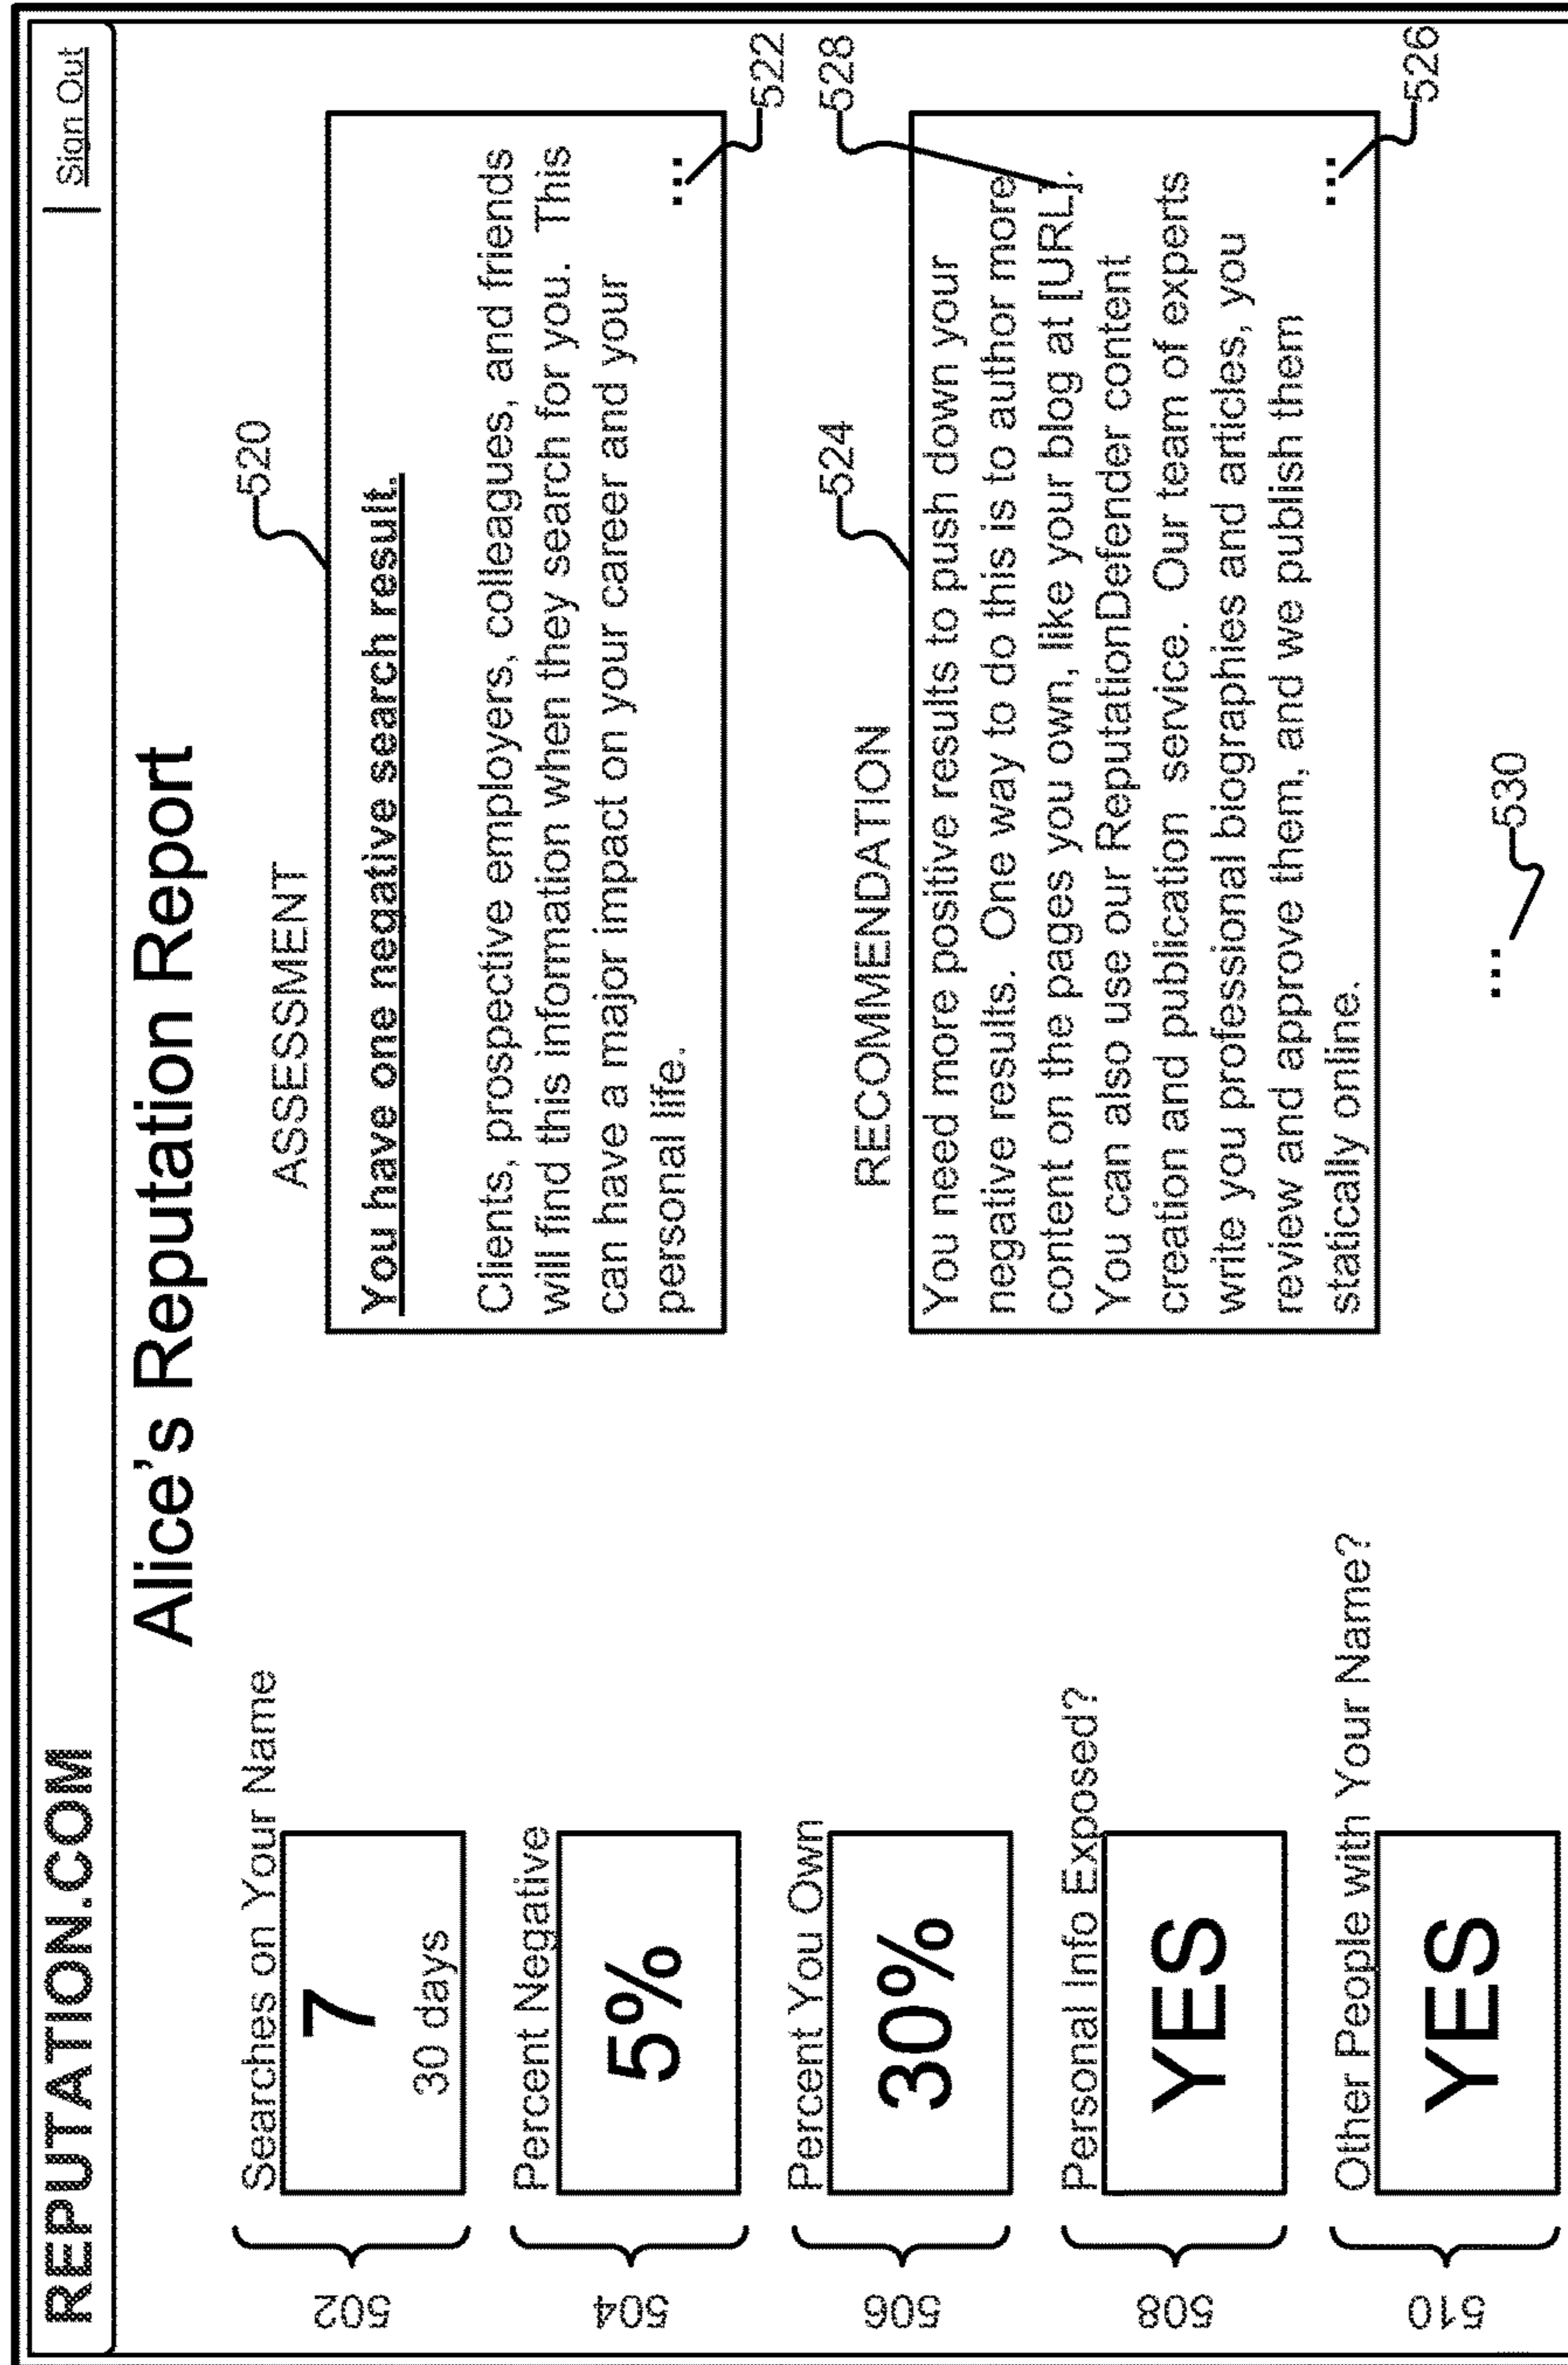 REPUTATION.COM
Sign Out
Alice's Reputation Report
502
Searches on Your Name
7
30 days
504
Percent Negative
5%
506
Percent You Own
30%
508
Personal Info Exposed?
YES
510
Other People with Your Name?
YES
ASSESSMENT
520
You have one negative search result.
Clients, prospective employers, colleagues, and friends
will find this information when they search for you. This
can have a major impact on your career and your
personal life.
...
522
RECOMMENDATION
524
528
You need more positive results to push down your
negative results. One way to do this is to author more
content on the pages you own, like your blog at [URL].
You can also use our ReputationDefender content
creation and publication service. Our team of experts
write you professional biographies and articles, you
review and approve them, and we publish them
statically online.
...
526
...
530